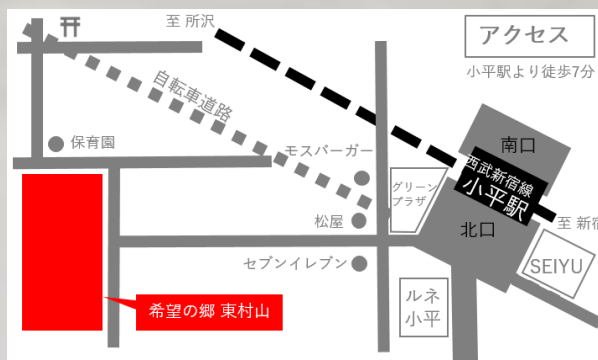 至 所沢
アクセス
小平駅より徒歩7分
自転車道路
保育園
モスバーガー
南口
西武新宿線
小平駅
グリーン
プラザ
松屋
北口
至 新宿
セブンイレブン
SEIYU
ルネ
小平
希望の郷 東村山